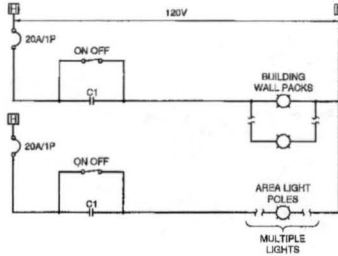 H
120V
20A/1P
ON OFF
C1
BUILDING
WALL PACKS
H
20A/1P
ON OFF
C1
AREA LIGHT
POLES
MULTIPLE
LIGHTS